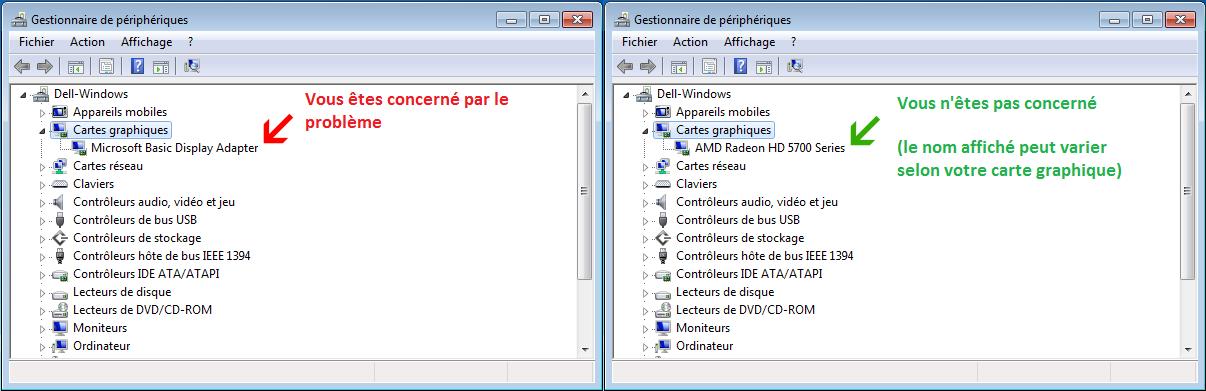 Gestionnaire de périphériques
Fichier Action Affichage ?
Dell-Windows
Appareils mobiles
Cartes graphiques
Microsoft Basic Display Adapter
Cartes réseau
Claviers
Contrôleurs audio, vidéo et jeu
Contrôleurs de bus USB
Contrôleurs de stockage
Contrôleurs hôte de bus IEEE 1394
Contrôleurs IDE ATA/ATAPI
Lecteurs de disque
Lecteurs de DVD/CD-ROM
Moniteurs
Ordinateur
Vous êtes concerné par le
problème
Gestionnaire de périphériques
Fichier Action Affichage ?
Dell-Windows
Appareils mobiles
Cartes graphiques
AMD Radeon HD 5700 Series
Cartes réseau
Claviers
Contrôleurs audio, vidéo et jeu
Contrôleurs de bus USB
Contrôleurs de stockage
Contrôleurs hôte de bus IEEE 1394
Contrôleurs IDE ATA/ATAPI
Lecteurs de disque
Lecteurs de DVD/CD-ROM
Moniteurs
Ordinateur
Vous n'êtes pas concerné
(le nom affiché peut varier
selon votre carte graphique)